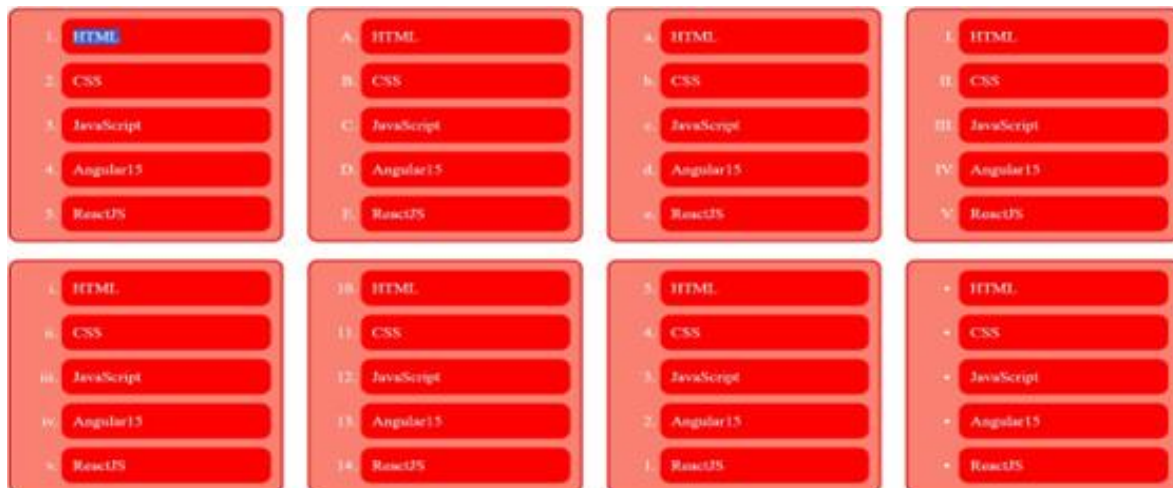 1. HTML
2. CSS
3. JavaScript
4. Angular15
5. ReactJS
A. HTML
B. CSS
C. JavaScript
D. Angular15
E. ReactJS
a. HTML
b. CSS
c. JavaScript
d. Angular15
e. ReactJS
I. HTML
II. CSS
III. JavaScript
IV. Angular15
V. ReactJS
i. HTML
ii. CSS
iii. JavaScript
iv. Angular15
v. ReactJS
10. HTML
11. CSS
12. JavaScript
13. Angular15
14. ReactJS
5. HTML
4. CSS
3. JavaScript
2. Angular15
1. ReactJS
• HTML
• CSS
• JavaScript
• Angular15
• ReactJS